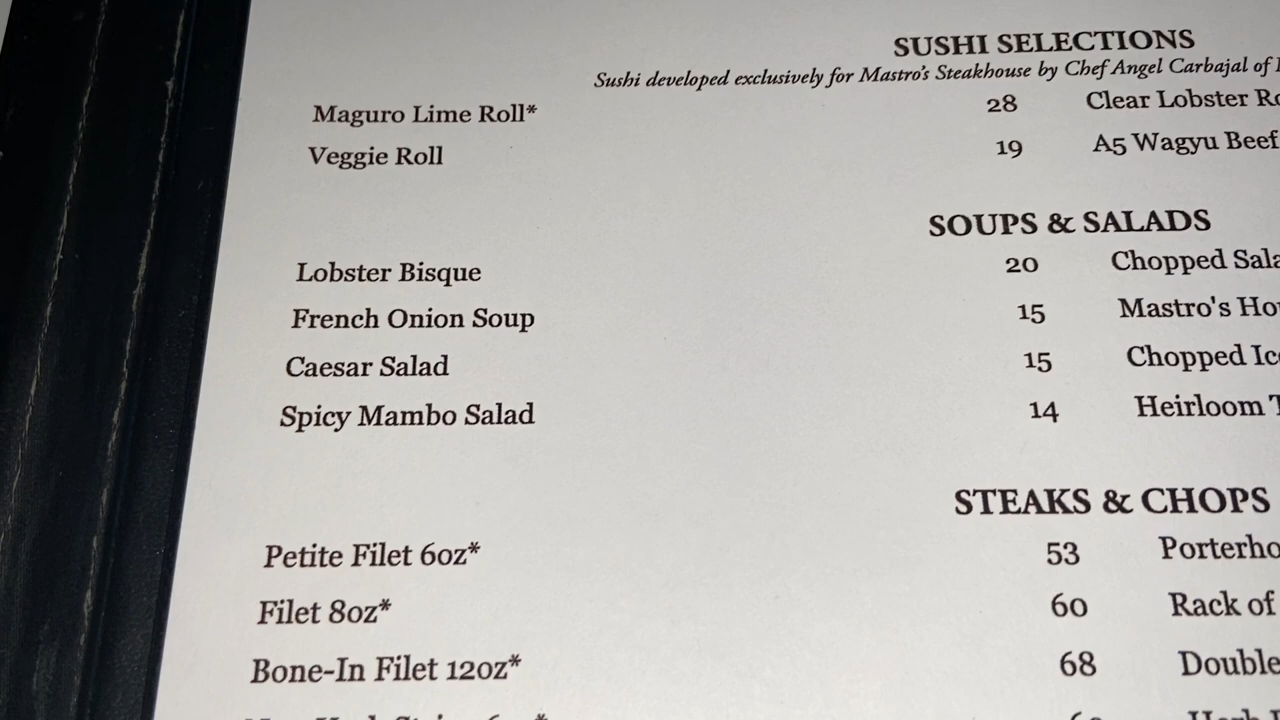 SUSHI SELECTIONS
Sushi developed exclusively for Mastro's Steakhouse by Chef Angel Carbajal of
Maguro Lime Roll* 28 Clear Lobster
Veggie Roll 19 A5 Wagyu Beef
SOUPS & SALADS
Lobster Bisque 20 Chopped
French Onion Soup 15 Mastro's
Caesar Salad 15 Chopped
Spicy Mambo Salad 14 Heirloom
STEAKS & CHOPS
Petite Filet 6oz* 53
Filet 8oz* 60 Rack of
Bone-In Filet 12oz* 68 Double